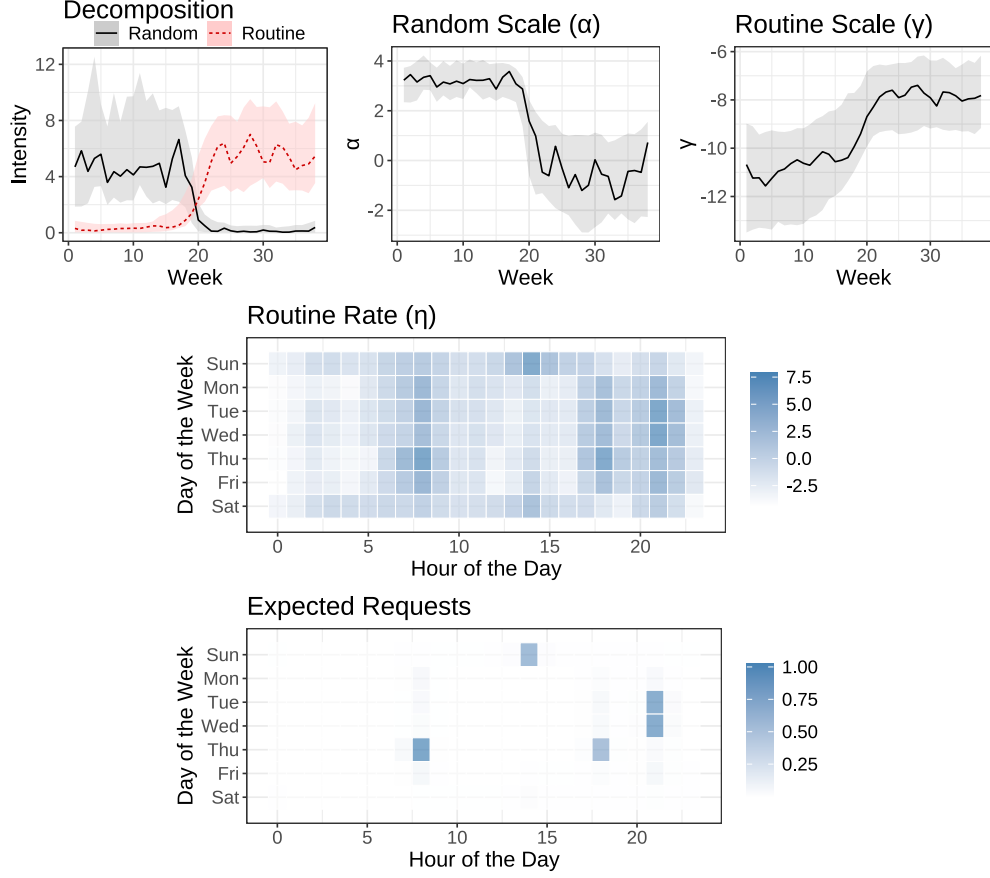 Decomposition
Random Routine
Intensity
12
8
4
0
0 10 20 30
Week
Random Scale (α)
α
4
2
0
-2
0 10 20 30
Week
Routine Scale (γ)
γ
-6
-8
-10
-12
0 10 20 30
Week
Routine Rate (η)
Day of the Week
Sun
Mon
Tue
Wed
Thu
Fri
Sat
0 5 10 15 20
Hour of the Day
7.5
5.0
2.5
0.0
-2.5
Expected Requests
Day of the Week
Sun
Mon
Tue
Wed
Thu
Fri
Sat
0 5 10 15 20
Hour of the Day
1.00
0.75
0.50
0.25